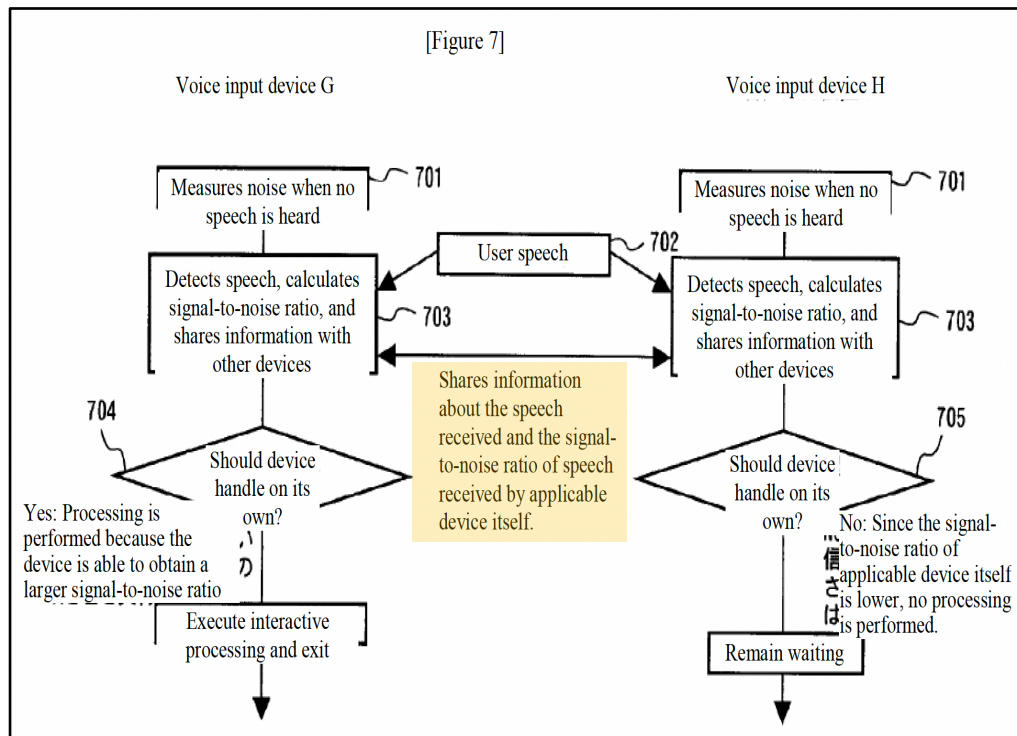 [Figure 7]
Voice input device G
Voice input device H
701
Measures noise when no
speech is heard
701
Measures noise when no
speech is heard
702
User speech
Detects speech, calculates
signal-to-noise ratio, and
shares information with
other devices
703
Detects speech, calculates
signal-to-noise ratio, and
shares information with
other devices
703
Shares information
about the speech
received and the signal-
to-noise ratio of speech
received by applicable
device itself.
704
Should device
handle on its
own?
705
Should device
handle on its
own?
Yes: Processing is
performed because the
device is able to obtain a
larger signal-to-noise ratio
No: Since the signal-
to-noise ratio of
applicable device itself
is lower, no processing
is performed.
信
さ
は
Execute interactive
processing and exit
Remain waiting